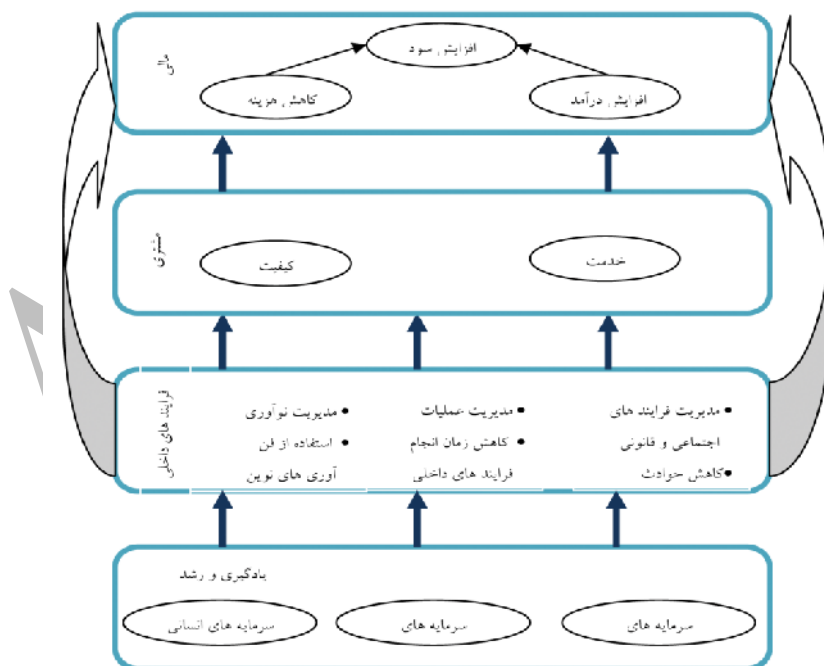 مالی
افزایش سود
افزایش درآمد
کاهش هزینه
مشتری
خدمت
کیفیت
فرایند های داخلی
• مدیریت فرایند های
اجتماعی و قانونی
• کاهش حوادث
• مدیریت عملیات
• کاهش زمان انجام
فرایند های داخلی
• مدیریت نوآوری
• استفاده از فن
آوری های نوین
یادگیری و رشد
سرمایه های
سرمایه های
سرمایه های انسانی